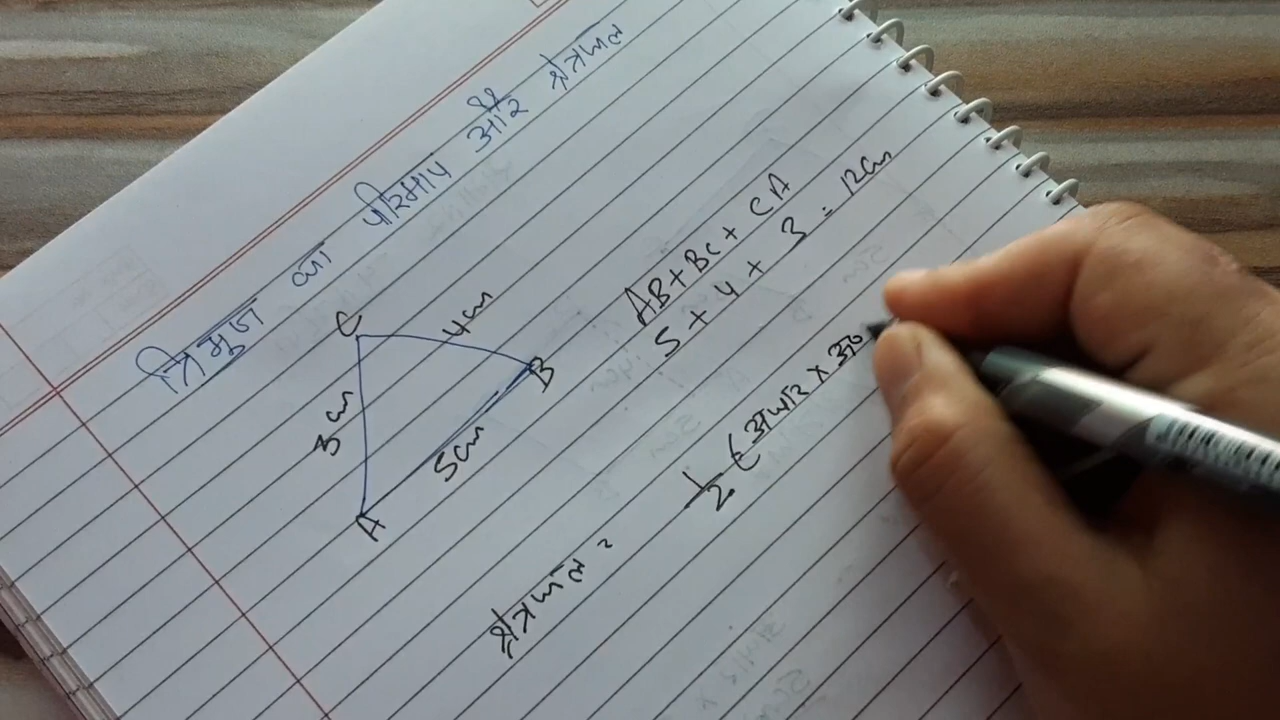 त्रिभुज का परिमाप और क्षेत्रफल
C
4cm
3cm
B
5cm
A
AB+BC+CA
5+4+3=12cm
क्षेत्रफल = 1/2 (आधार × ऊँ